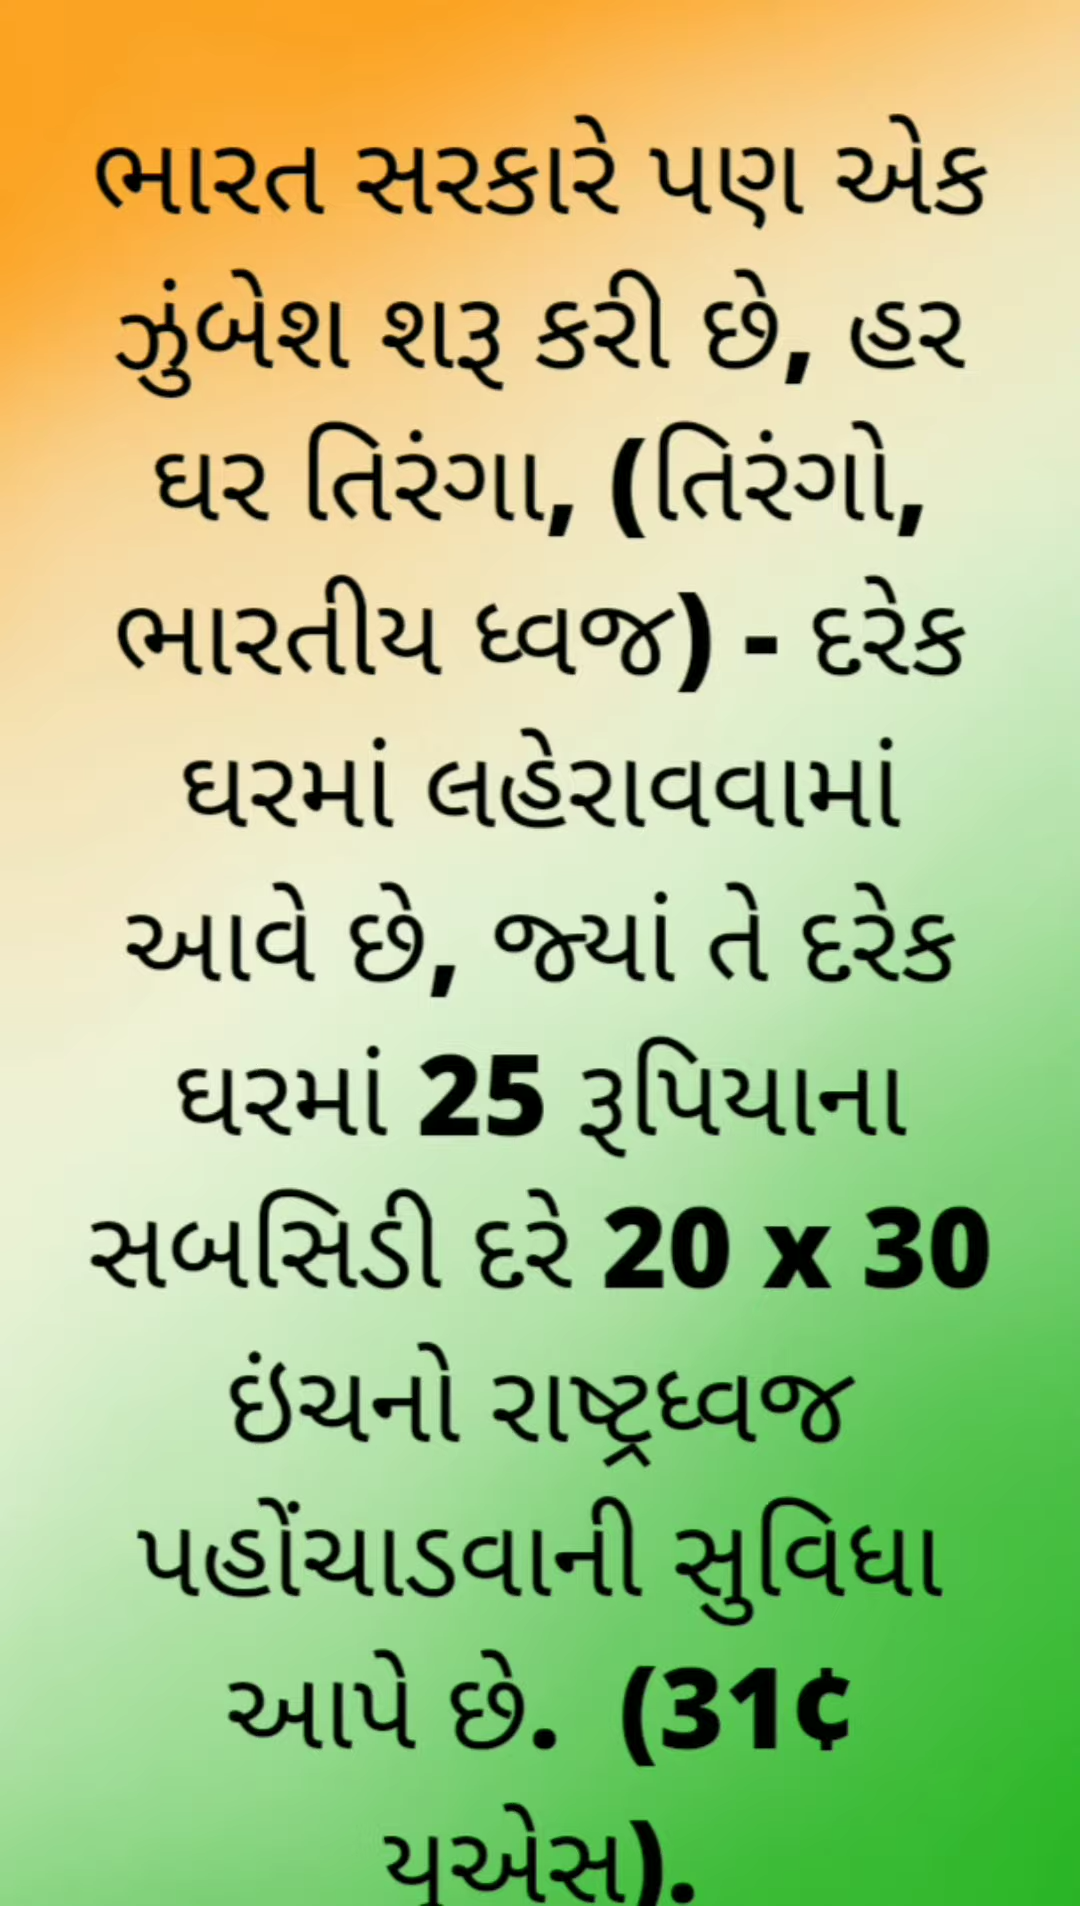 ભારત સરકારે પણ એક
ઝુંબેશ શરૂ કરી છે, હર
ઘર તિરંગા, (તિરંગો,
ભારતીય ધ્વજ) - દરેક
ઘરમાં લહેરાવવામાં
આવે છે, જ્યાં તે દરેક
ઘરમાં 25 રૂપિયાના
સબસિડી દરે 20 x 30
ઇંચનો રાષ્ટ્રધ્વજ
પહોંચાડવાની સુવિધા
આપે છે. (31¢
યુએસ).